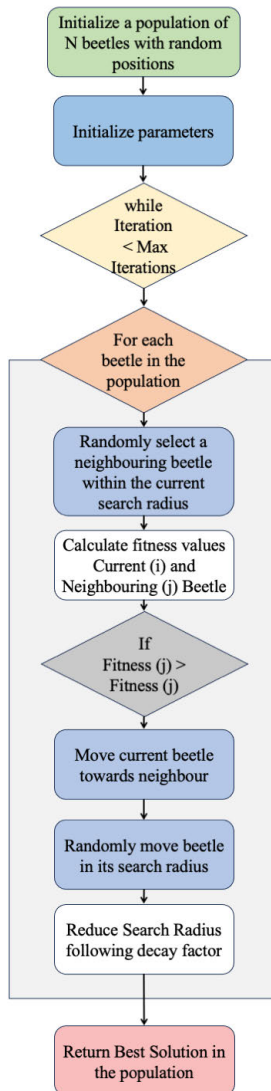 Initialize a population of
N beetles with random
positions
Initialize parameters
while
Iteration
< Max
Iterations
For each
beetle in the
population
Randomly select a
neighbouring beetle
within the current
search radius
Calculate fitness values
Current (i) and
Neighbouring (j) Beetle
If
Fitness (j) >
Fitness (j)
Move current beetle
towards neighbour
Randomly move beetle
in its search radius
Reduce Search Radius
following decay factor
Return Best Solution in
the population